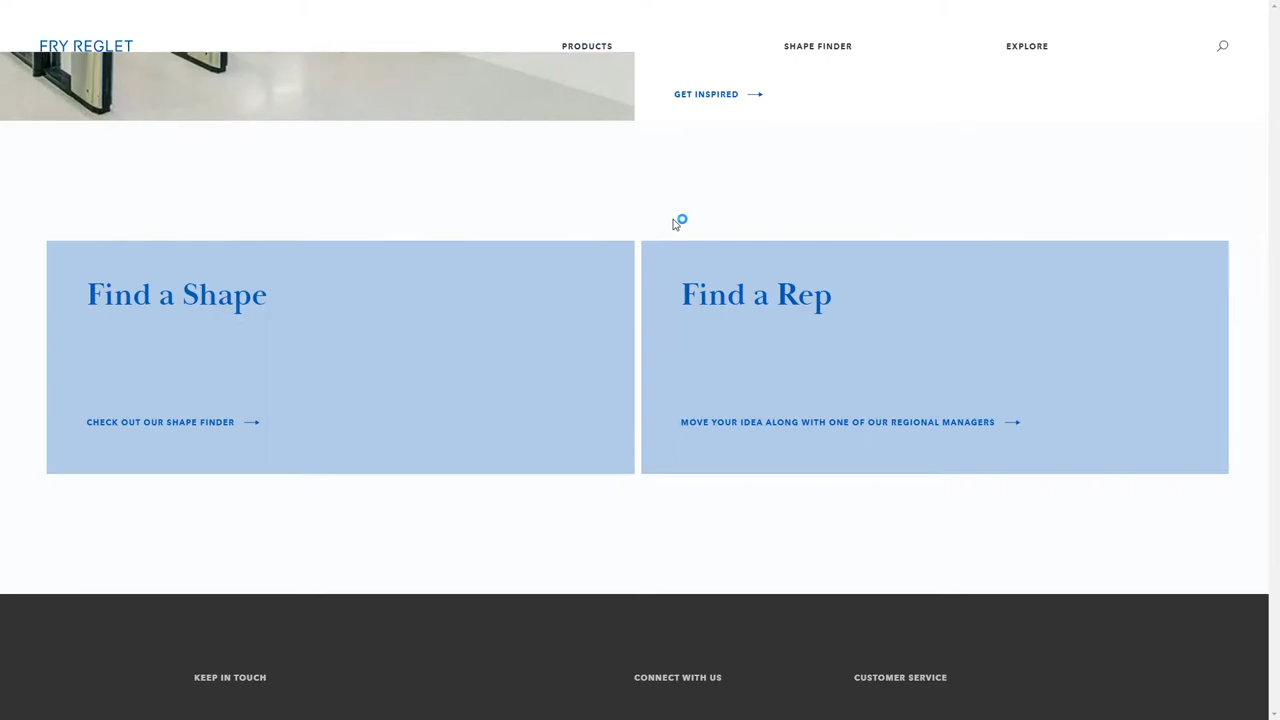 FRY REGLET
PRODUCTS
SHAPE FINDER
EXPLORE
GET INSPIRED
Find a Shape
CHECK OUT OUR SHAPE FINDER
Find a Rep
MOVE YOUR IDEA ALONG WITH ONE OF OUR REGIONAL MANAGERS
KEEP IN TOUCH
CONNECT WITH US
CUSTOMER SERVICE